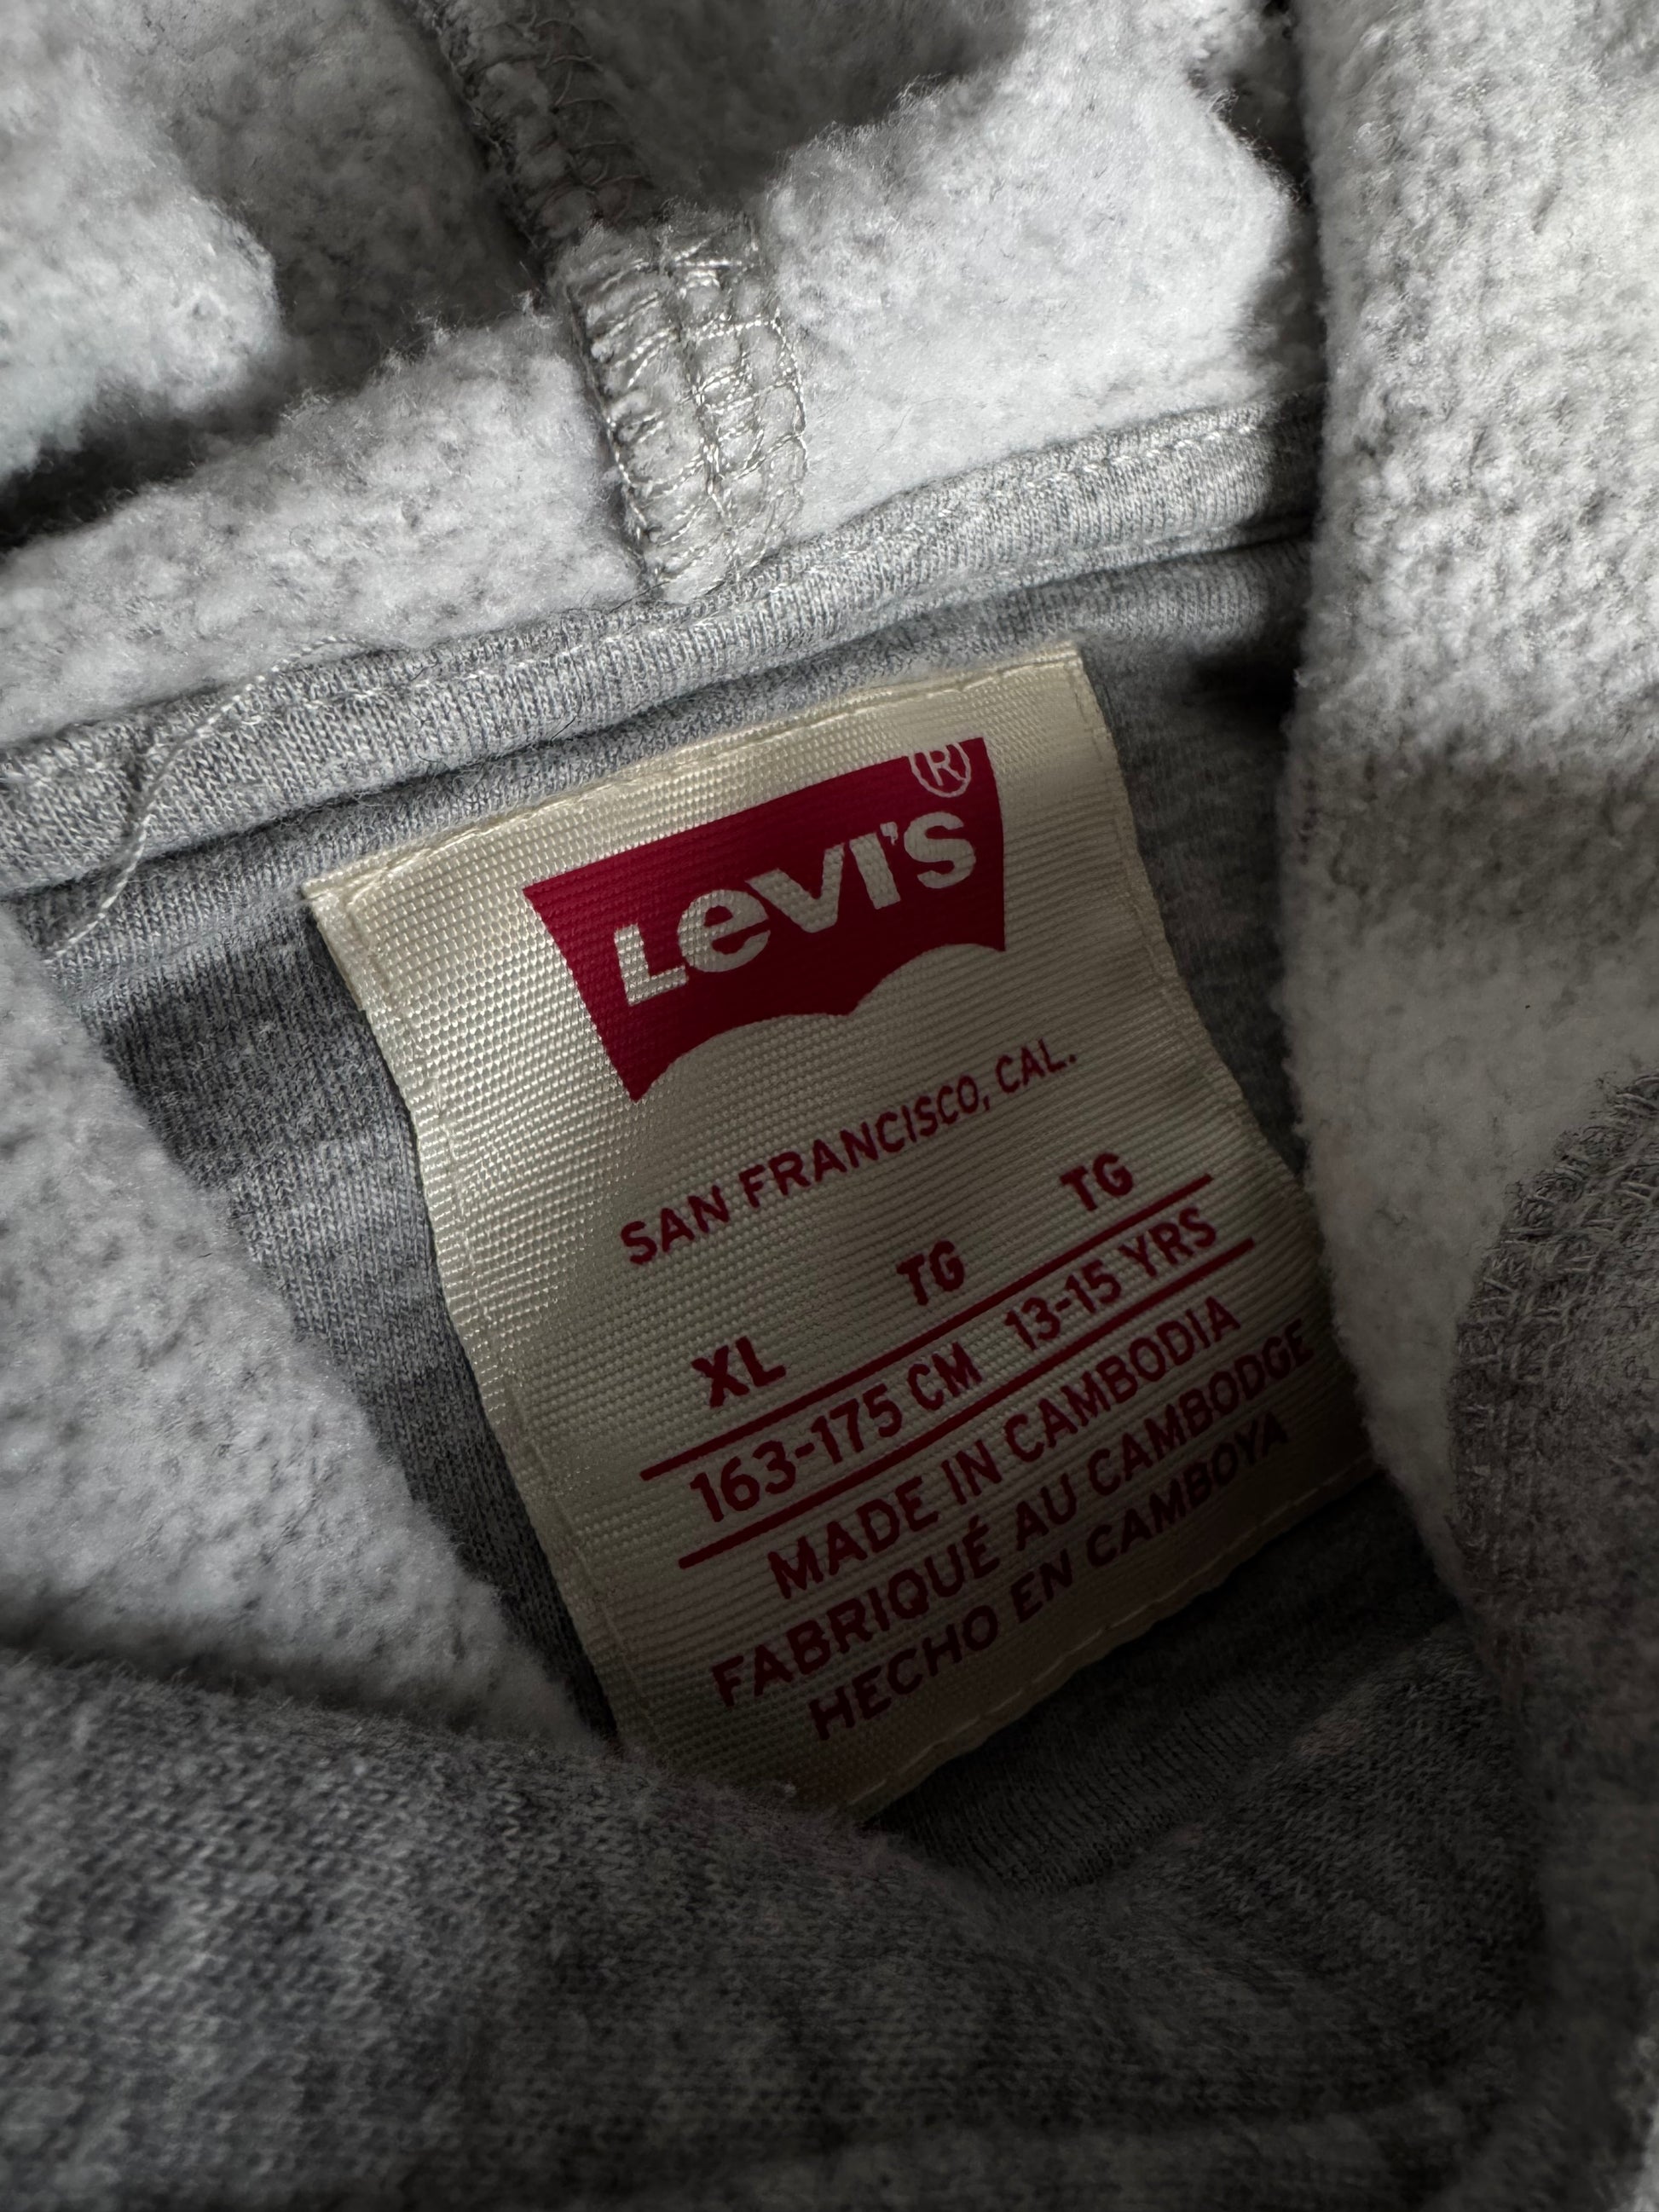 LEVI'S®
SAN FRANCISCO, CAL.
XL TG TG
163-175 CM 13-15 YRS
MADE IN CAMBODIA
FABRIQUÉ AU CAMBODGE
HECHO EN CAMBOYA